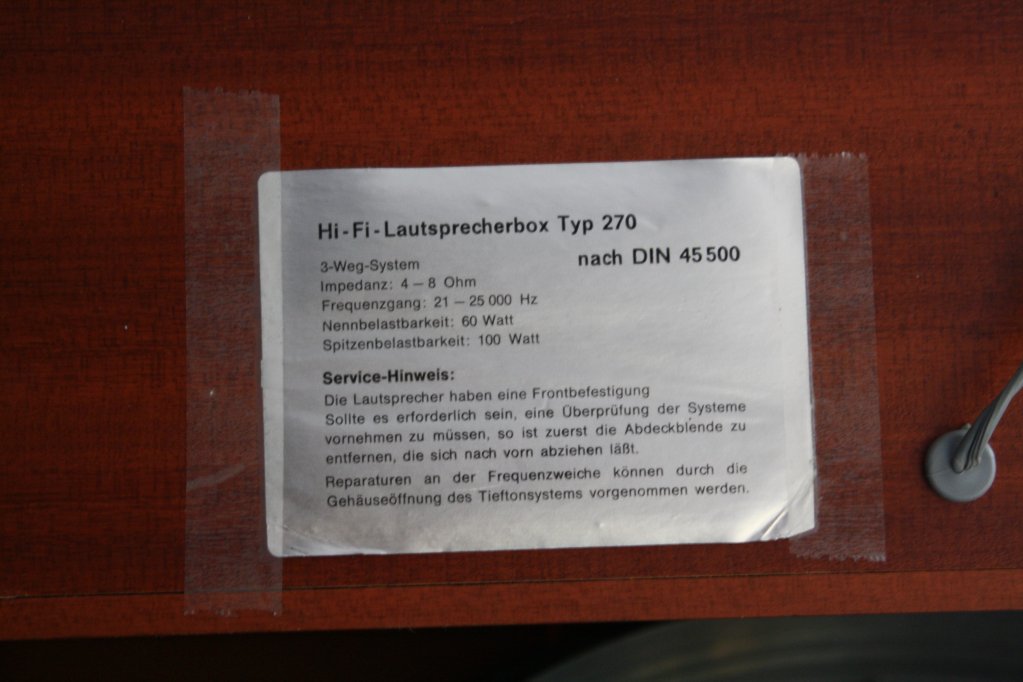 Hi-Fi-Lautsprecherbox Typ 270
nach DIN 45500
3-Weg-System
Impedanz: 4 – 8 Ohm
Frequenzgang: 21 – 25 000 Hz
Nennbelastbarkeit: 60 Watt
Spitzenbelastbarkeit: 100 Watt
Service-Hinweis:
Die Lautsprecher haben eine Frontbefestigung
Sollte es erforderlich sein, eine Überprüfung der Systeme
vornehmen zu müssen, so ist zuerst die Abdeckblende zu
entfernen, die sich nach vorn abziehen läßt.
Reparaturen an der Frequenzweiche können durch die
Gehäuseöffnung des Tieftonsystems vorgenommen werden.